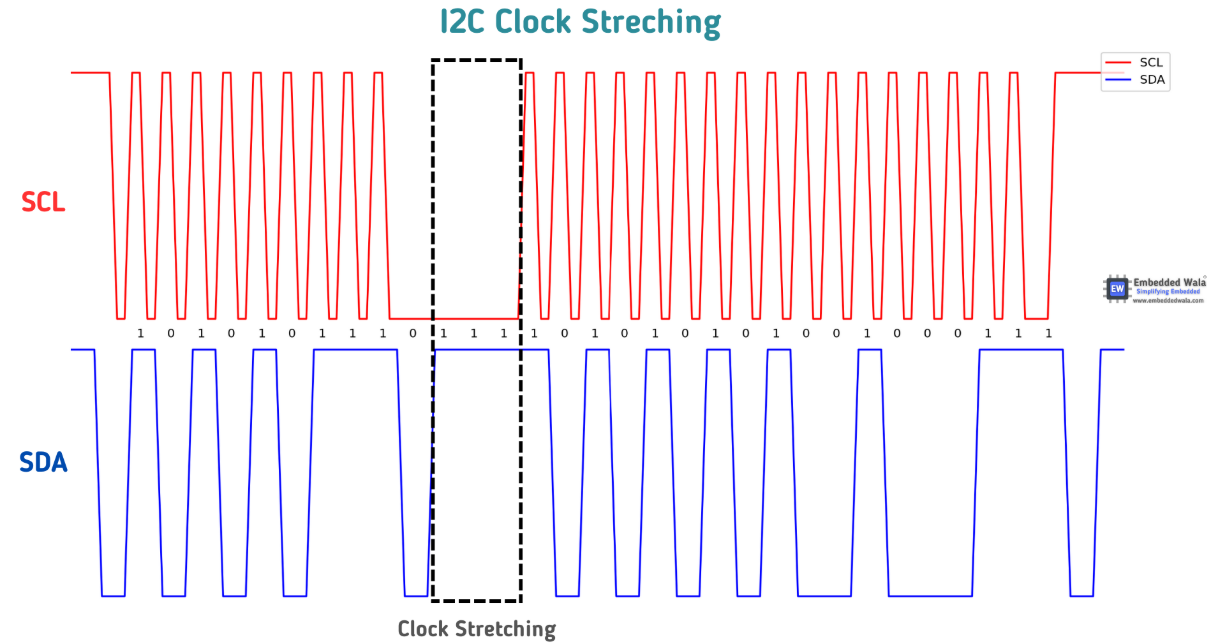 I2C Clock Streching
SCL
SDA
SCL
Embedded Wala
EW
Simplifying Embedded
www.embeddedwala.com
1 0 1 0 1 0 1 1 1 0 1 1 1 1 0 1 0 1 0 1 0 1 0 0 1 0 0 0 1 1 1
SDA
Clock Stretching